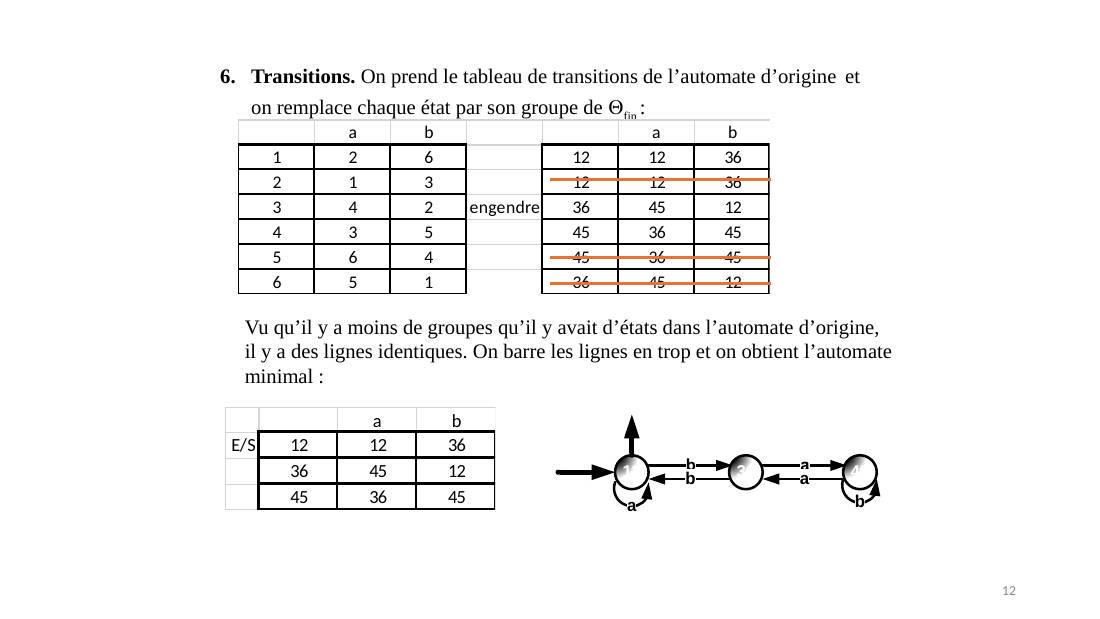 6. Transitions. On prend le tableau de transitions de l’automate d’origine et
on remplace chaque état par son groupe de Θfin :
a b a b
1 2 6 12 12 36
2 1 3 12 12 36
3 4 2 engendre 36 45 12
4 3 5 45 36 45
5 6 4 45 36 45
6 5 1 36 45 12
Vu qu’il y a moins de groupes qu’il y avait d’états dans l’automate d’origine,
il y a des lignes identiques. On barre les lignes en trop et on obtient l’automate
minimal :
a b
E/S 12 12 36
36 45 12
45 36 45
b a
b a
a b
12